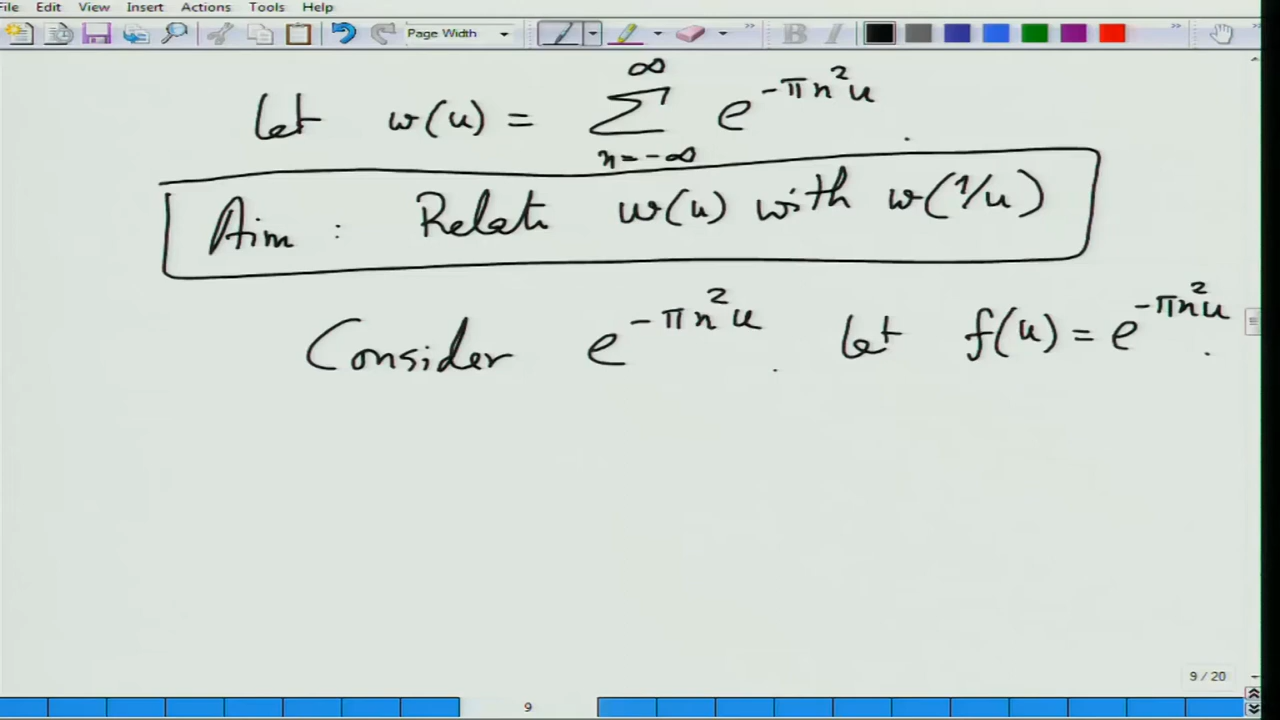 File Edit View Insert Actions Tools Help
Page Width
Let w(u) = ∑_{n=-∞}^{∞} e^{-πn²u}.
Aim : Relate w(u) with w(1/u)
Consider e^{-πn²u}. Let f(u) = e^{-πn²u}.
9 / 20
9